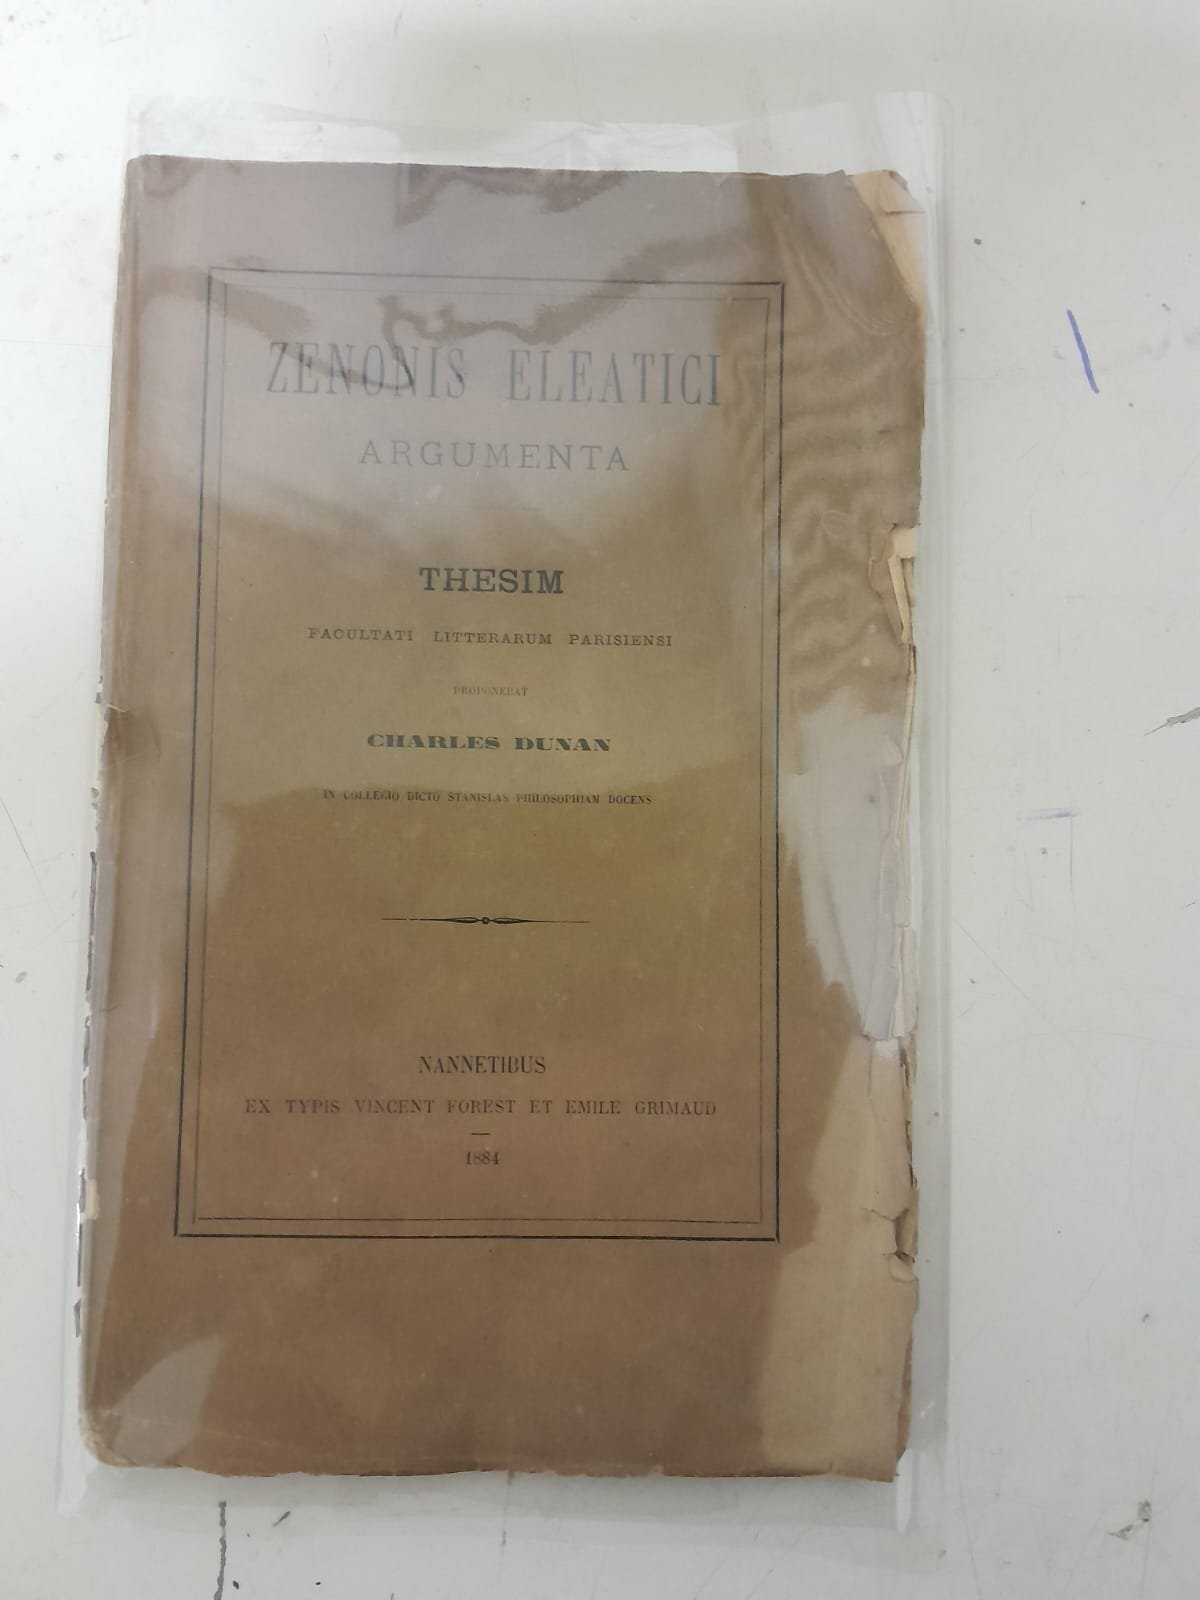 ZENONIS ELEATICI
ARGUMENTA
THESIM
FACULTATI LITTERARUM PARISIENSI
PROPONEBAT
CHARLES DUNAN
IN COLLEGIO DICTO STANISLAS PHILOSOPHIAM DOCENS
NANNETIBUS
EX TYPIS VINCENT FOREST ET EMILE GRIMAUD
1884